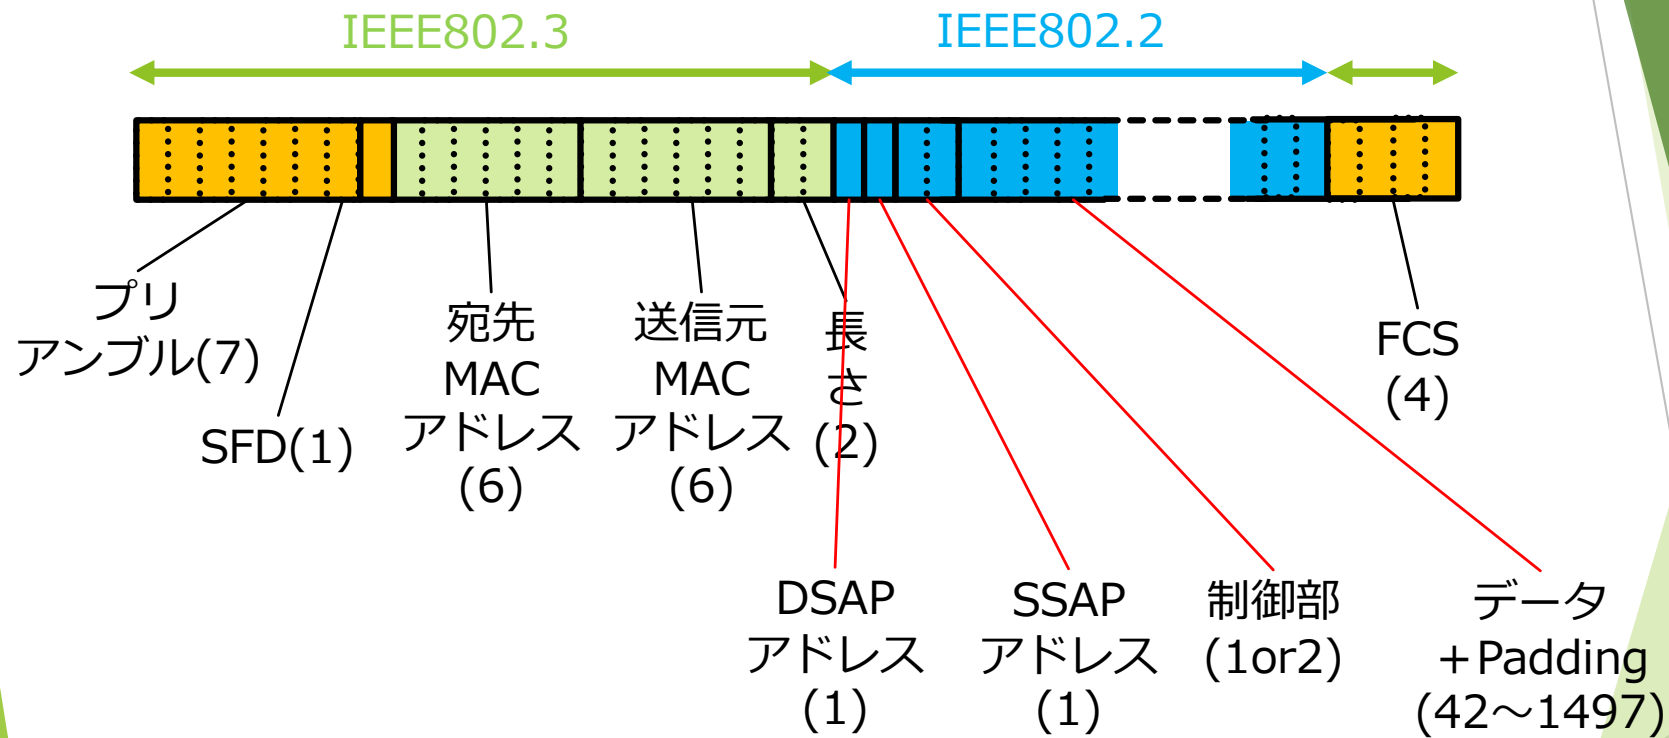 IEEE802.3
IEEE802.2
プリ
アンブル(7)
SFD(1)
宛先
MAC
アドレス
(6)
送信元
MAC
アドレス
(6)
長
さ
(2)
FCS
(4)
DSAP
アドレス
(1)
SSAP
アドレス
(1)
制御部
(1or2)
データ
+Padding
(42～1497)